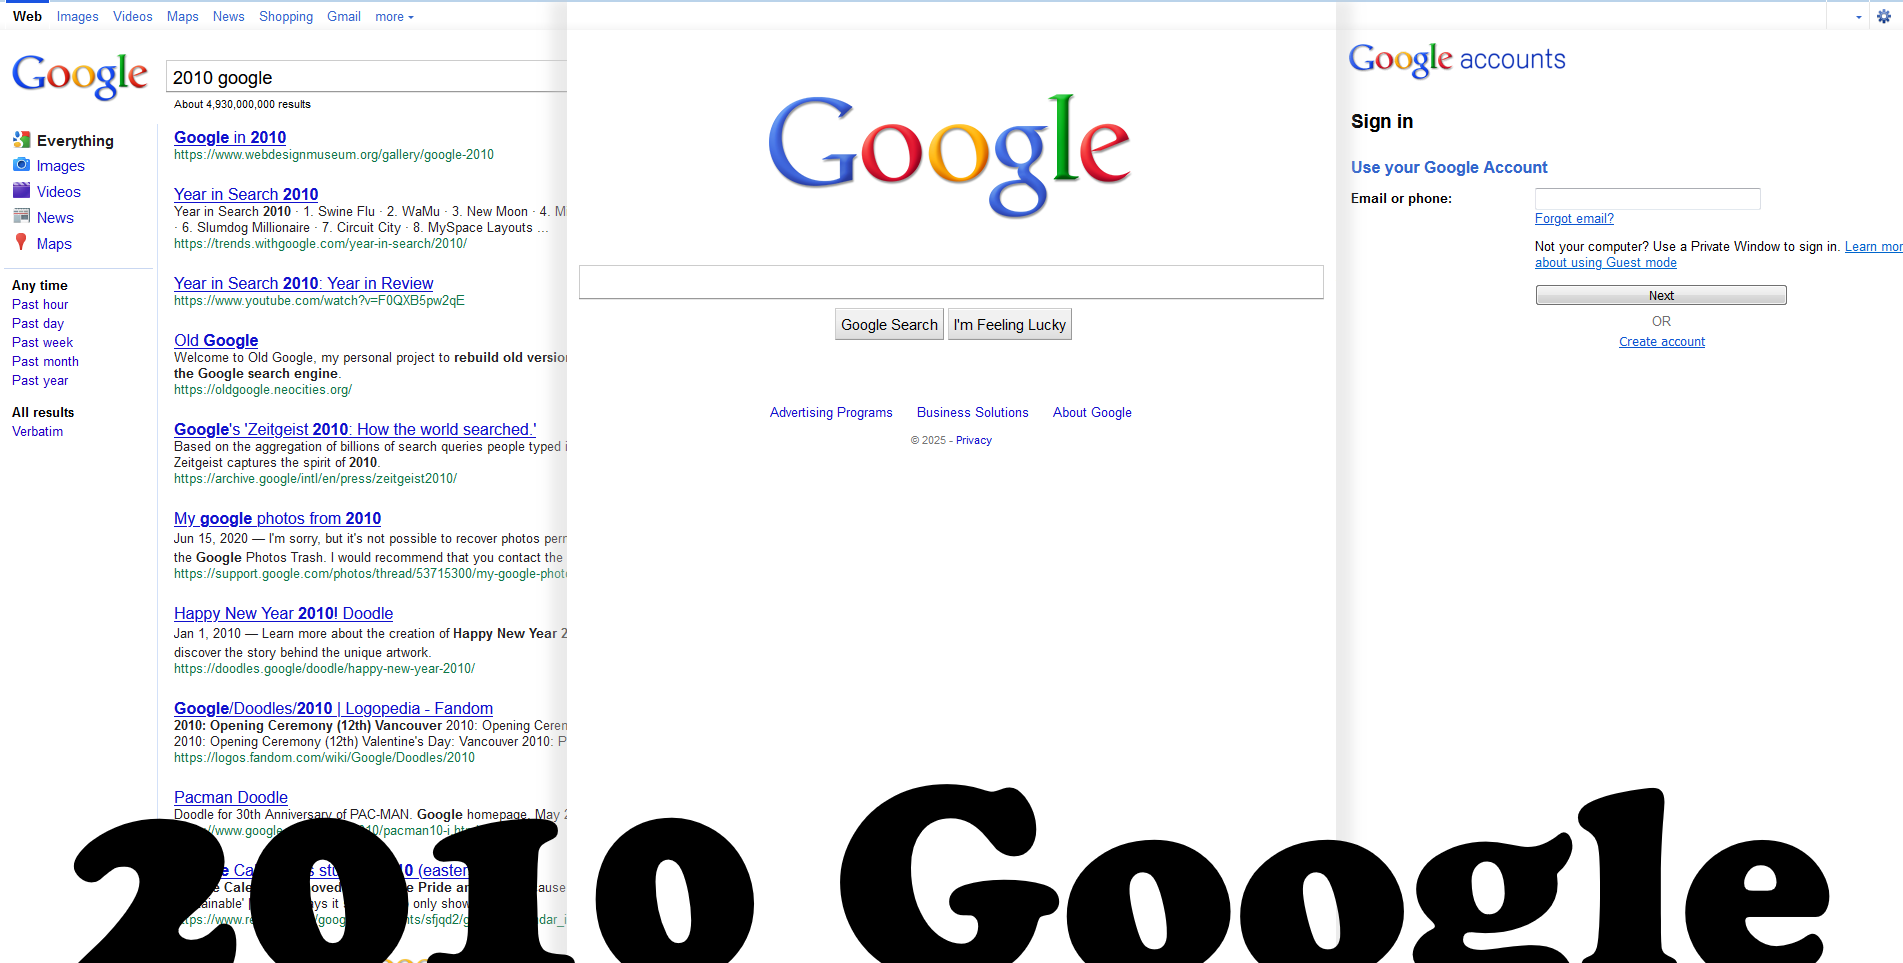 Web Images Videos Maps News Shopping Gmail more
Google
2010 google
About 4,930,000,000 results
Everything
Images
Videos
News
Maps
Any time
Past hour
Past day
Past week
Past month
Past year
All results
Verbatim
Google in 2010
https://www.webdesignmuseum.org/gallery/google-2010
Year in Search 2010
Year in Search 2010 · 1. Swine Flu · 2. WaMu · 3. New Moon · 4. M
· 6. Slumdog Millionaire · 7. Circuit City · 8. MySpace Layouts ...
https://trends.withgoogle.com/year-in-search/2010/
Year in Search 2010: Year in Review
https://www.youtube.com/watch?v=F0QXB5pw2qE
Old Google
Welcome to Old Google, my personal project to rebuild old versio
the Google search engine.
https://oldgoogle.neocities.org/
Google's 'Zeitgeist 2010: How the world searched.'
Based on the aggregation of billions of search queries people typed i
Zeitgeist captures the spirit of 2010.
https://archive.google/intl/en/press/zeitgeist2010/
My google photos from 2010
Jun 15, 2020 — I'm sorry, but it's not possible to recover photos perm
the Google Photos Trash. I would recommend that you contact the
https://support.google.com/photos/thread/53715300/my-google-phot
Happy New Year 2010! Doodle
Jan 1, 2010 — Learn more about the creation of Happy New Year 2
discover the story behind the unique artwork.
https://doodles.google/doodle/happy-new-year-2010/
Google/Doodles/2010 | Logopedia - Fandom
2010: Opening Ceremony (12th) Vancouver 2010: Opening Ceren
2010: Opening Ceremony (12th) Valentine's Day: Vancouver 2010: P
https://logos.fandom.com/wiki/Google/Doodles/2010
Pacman Doodle
Doodle for 30th Anniversary of PAC-MAN. Google homepage, May 2
Google
Google Search I'm Feeling Lucky
Advertising Programs Business Solutions About Google
© 2025 - Privacy
Google accounts
Sign in
Use your Google Account
Email or phone:
Forgot email?
Not your computer? Use a Private Window to sign in. Learn mor
about using Guest mode
Next
OR
Create account
2010 Google